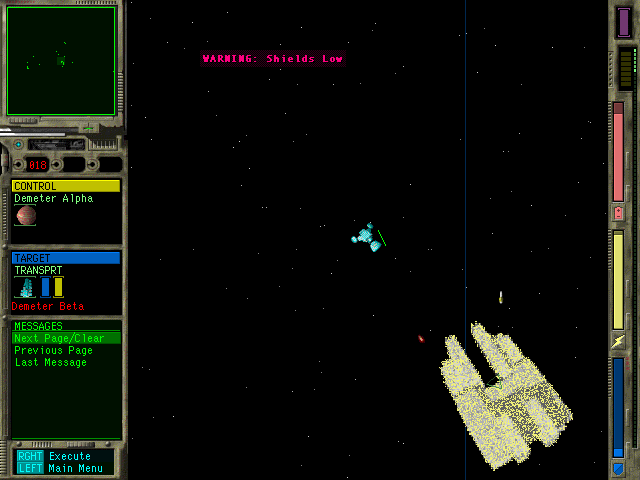 WARNING: Shields Low
018
CONTROL
Demeter Alpha
TARGET
TRANSPRT
Demeter Beta
MESSAGES
Next Page/Clear
Previous Page
Last Message
RGHT Execute
LEFT Main Menu